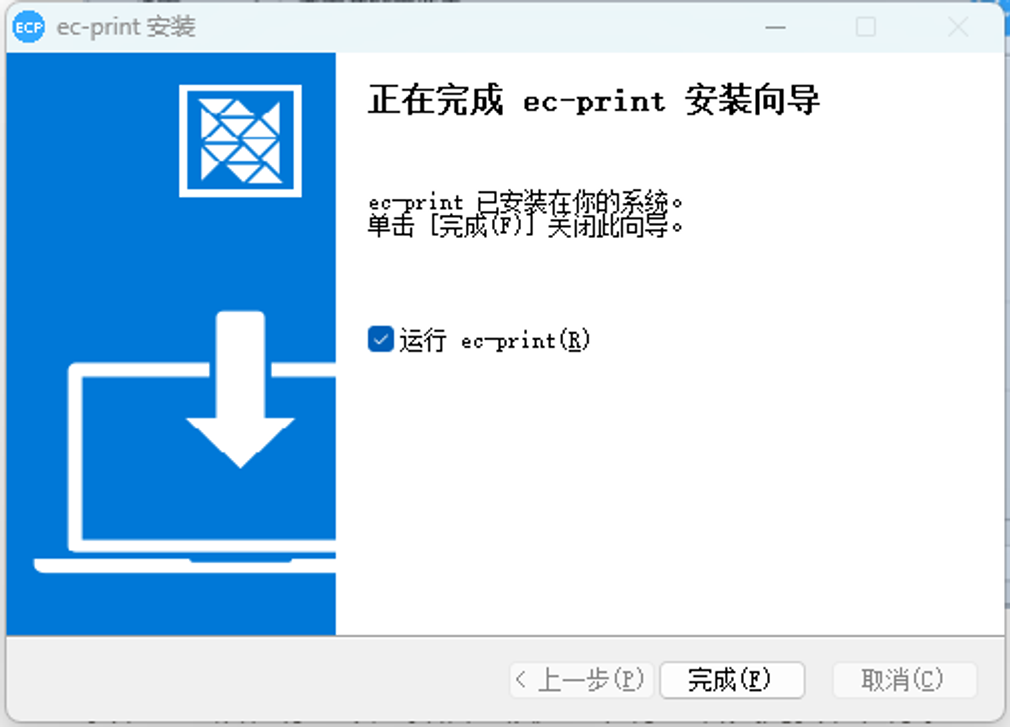 ECP ec-print 安装
正在完成 ec-print 安装向导
ec-print 已安装在你的系统。
单击 [完成(F)] 关闭此向导。
运行 ec-print(R)
< 上一步(P) 完成(F) 取消(C)